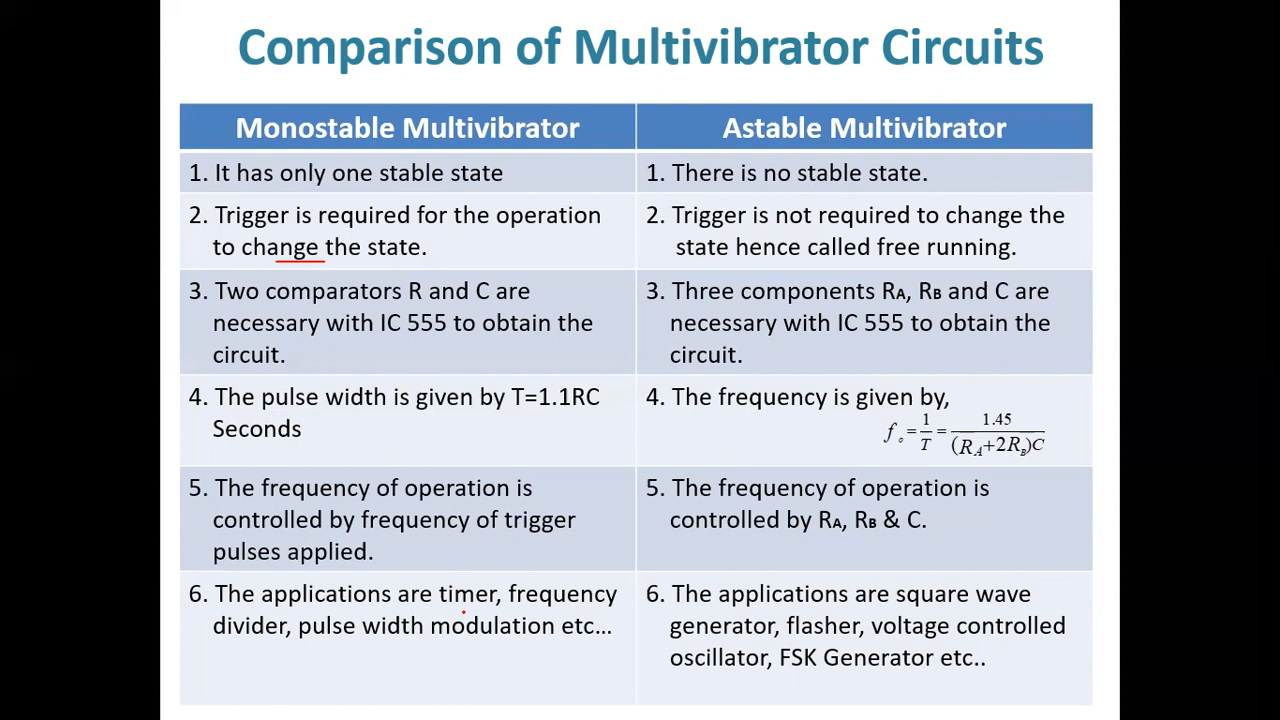 Comparison of Multivibrator Circuits
Monostable Multivibrator
Astable Multivibrator
1. It has only one stable state
1. There is no stable state.
2. Trigger is required for the operation
to change the state.
2. Trigger is not required to change the
state hence called free running.
3. Two comparators R and C are
necessary with IC 555 to obtain the
circuit.
3. Three components RA, RB and C are
necessary with IC 555 to obtain the
circuit.
4. The pulse width is given by T=1.1RC
Seconds
4. The frequency is given by,
f o = 1/T = 1.45/(RA+2RB)C
5. The frequency of operation is
controlled by frequency of trigger
pulses applied.
5. The frequency of operation is
controlled by RA, RB & C.
6. The applications are timer, frequency
divider, pulse width modulation etc...
6. The applications are square wave
generator, flasher, voltage controlled
oscillator, FSK Generator etc..